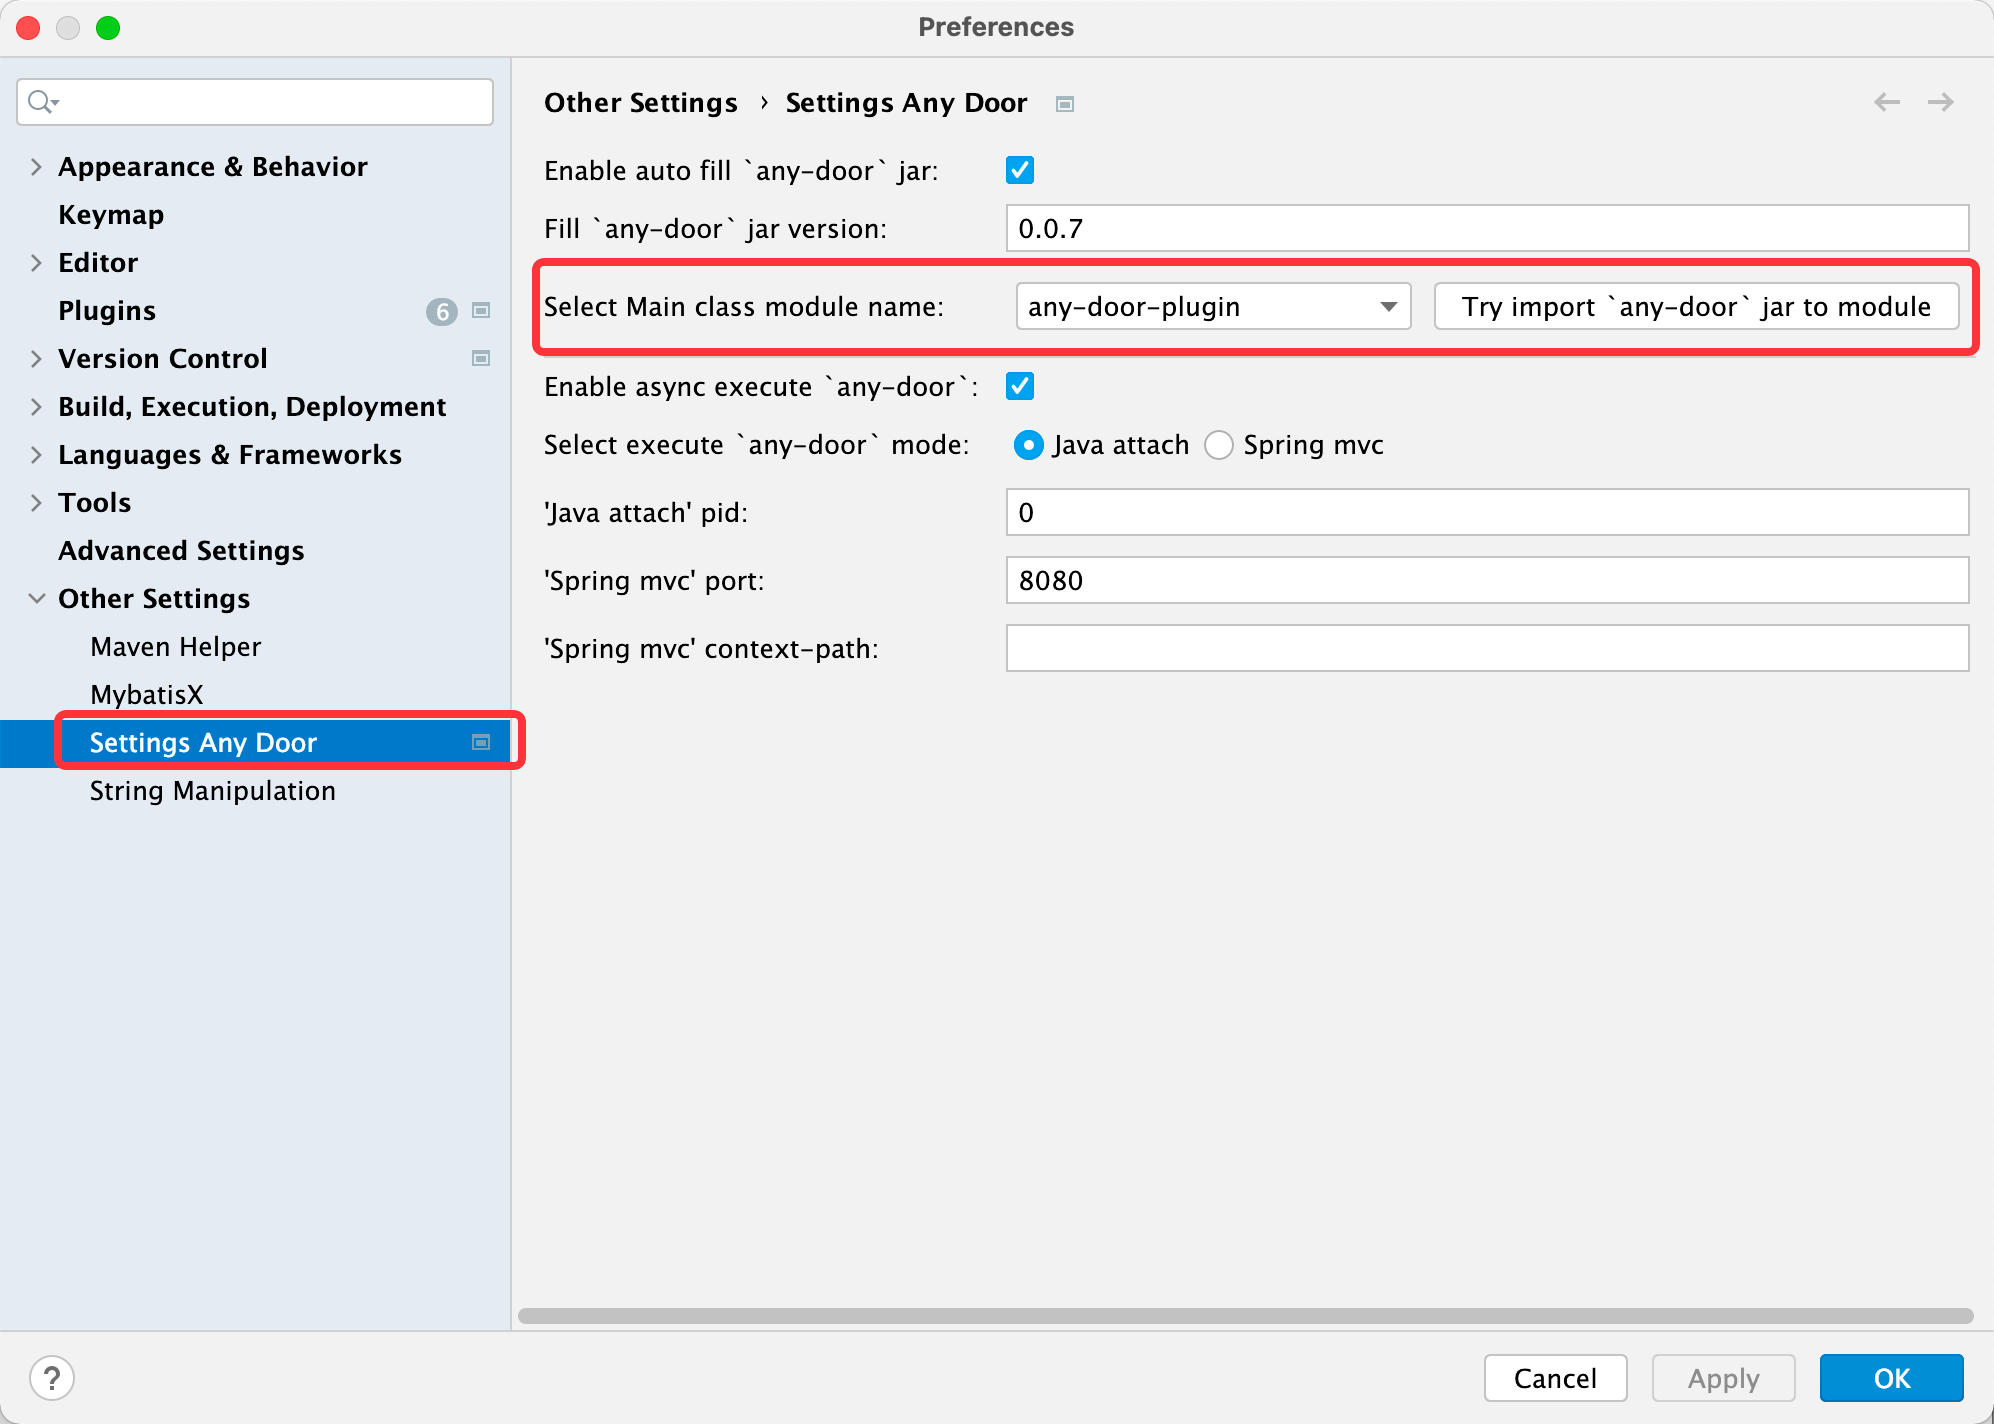 Preferences
Appearance & Behavior
Keymap
Editor
Plugins 6
Version Control
Build, Execution, Deployment
Languages & Frameworks
Tools
Advanced Settings
Other Settings
Maven Helper
MybatisX
Settings Any Door
String Manipulation
Other Settings › Settings Any Door
Enable auto fill `any-door` jar:
Fill `any-door` jar version: 0.0.7
Select Main class module name: any-door-plugin Try import `any-door` jar to module
Enable async execute `any-door`:
Select execute `any-door` mode: Java attach Spring mvc
'Java attach' pid: 0
'Spring mvc' port: 8080
'Spring mvc' context-path:
? Cancel Apply OK